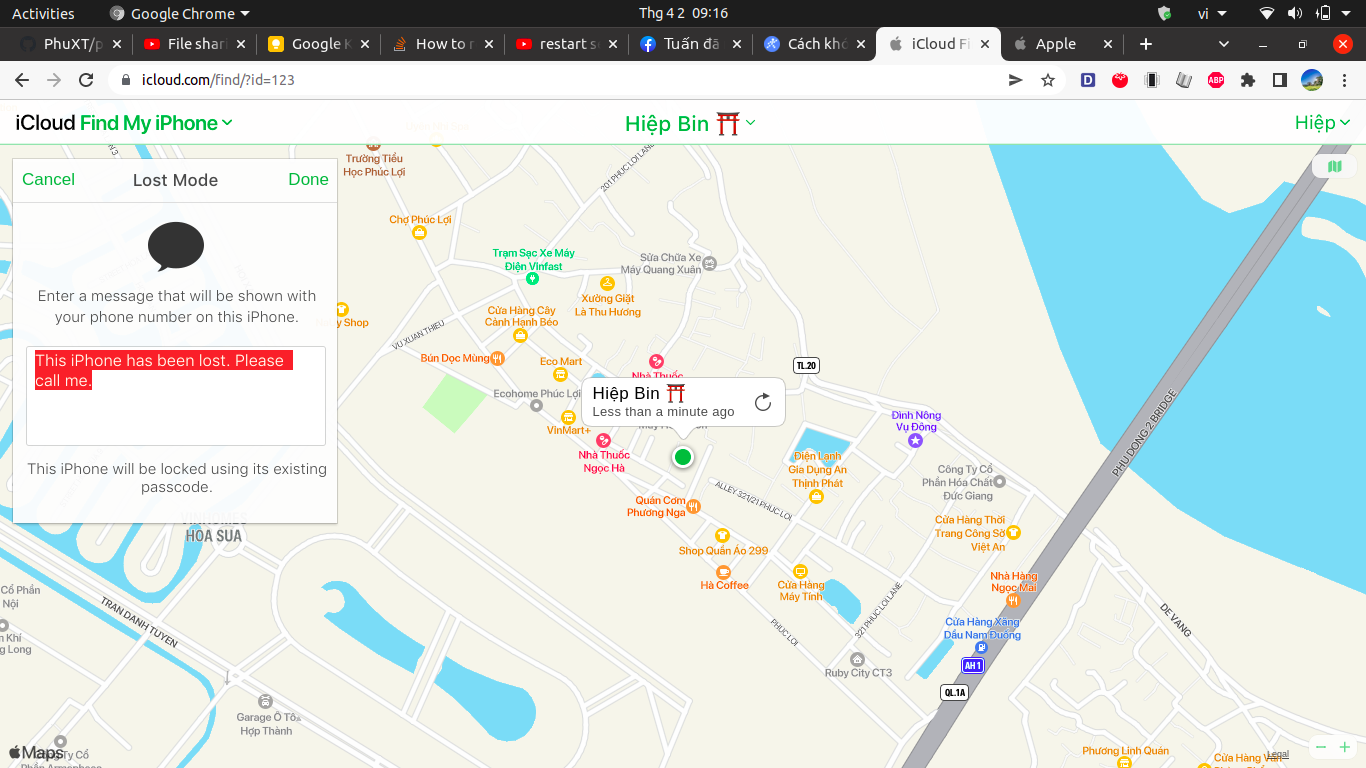 Activities
Google Chrome
Thg 4 2 09:16
vi
PhuXT/p
File shari
Google K
How to r
restart se
Tuấn đã
Cách khó
iCloud Fi
Apple
icloud.com/find/?id=123
ABP
iCloud Find My iPhone
Hiệp Bin ⛩️
Hiệp
Cancel
Lost Mode
Done
Enter a message that will be shown with
your phone number on this iPhone.
This iPhone has been lost. Please
call me.
This iPhone will be locked using its existing
passcode.
Trường Tiểu
Học Phúc Lợi
201 PHUC LOI LANE
Chợ Phúc Lợi
Trạm Sạc Xe Máy
Điện Vinfast
Sửa Chữa Xe
Máy Quang Xuân
Xưởng Giặt
Là Thu Hương
Cửa Hàng Cây
Cảnh Hạnh Béo
Shop
VU XUAN THIEU
Bún Dọc Mùng
Eco Mart
Nhà Thuốc
TL.20
Ecohome Phúc Lợi
Hiệp Bin ⛩️
Less than a minute ago
VinMart+
Nhà Thuốc
Ngọc Hà
Đình Nông
Vụ Đông
PHU DONG 2 BRIDGE
Điện Lạnh
Gia Dụng An
Thịnh Phát
Công Ty Cổ
Phần Hóa Chất
Đức Giang
ALLEY 321/21 PHUC LOI
Quán Cơm
Phương Nga
Cửa Hàng Thời
Trang Công Sở
Việt An
HOA SUA
Shop Quần Áo 299
Hà Coffee
Cửa Hàng
Máy Tính
Nhà Hàng
Ngọc Mai
Cổ Phần
Nội
TRAN DANH TUYEN
PHUC LOI
321 PHUC LOI LANE
DE VANG
Cửa Hàng Xăng
Dầu Nam Đuống
n Khí
ng Long
AH1
Ruby City CT3
QL.1A
Garage Ô Tô
Hợp Thành
Maps
Phương Linh Quán
Legal